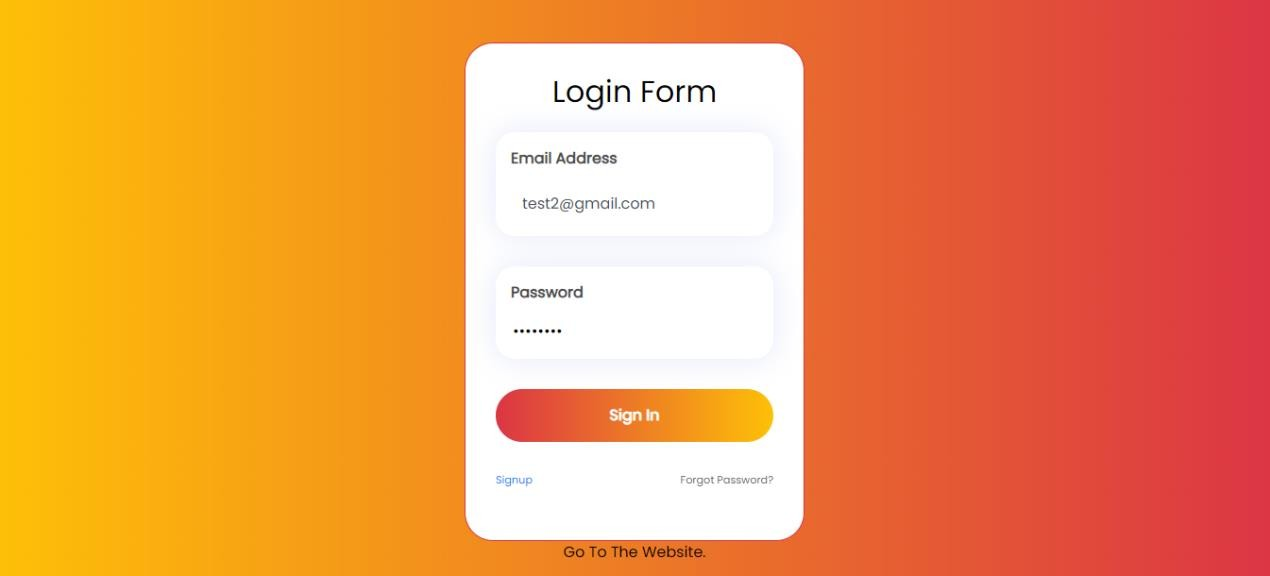 Login Form
Email Address
test2@gmail.com
Password
••••••••
Sign In
Signup
Forgot Password?
Go To The Website.